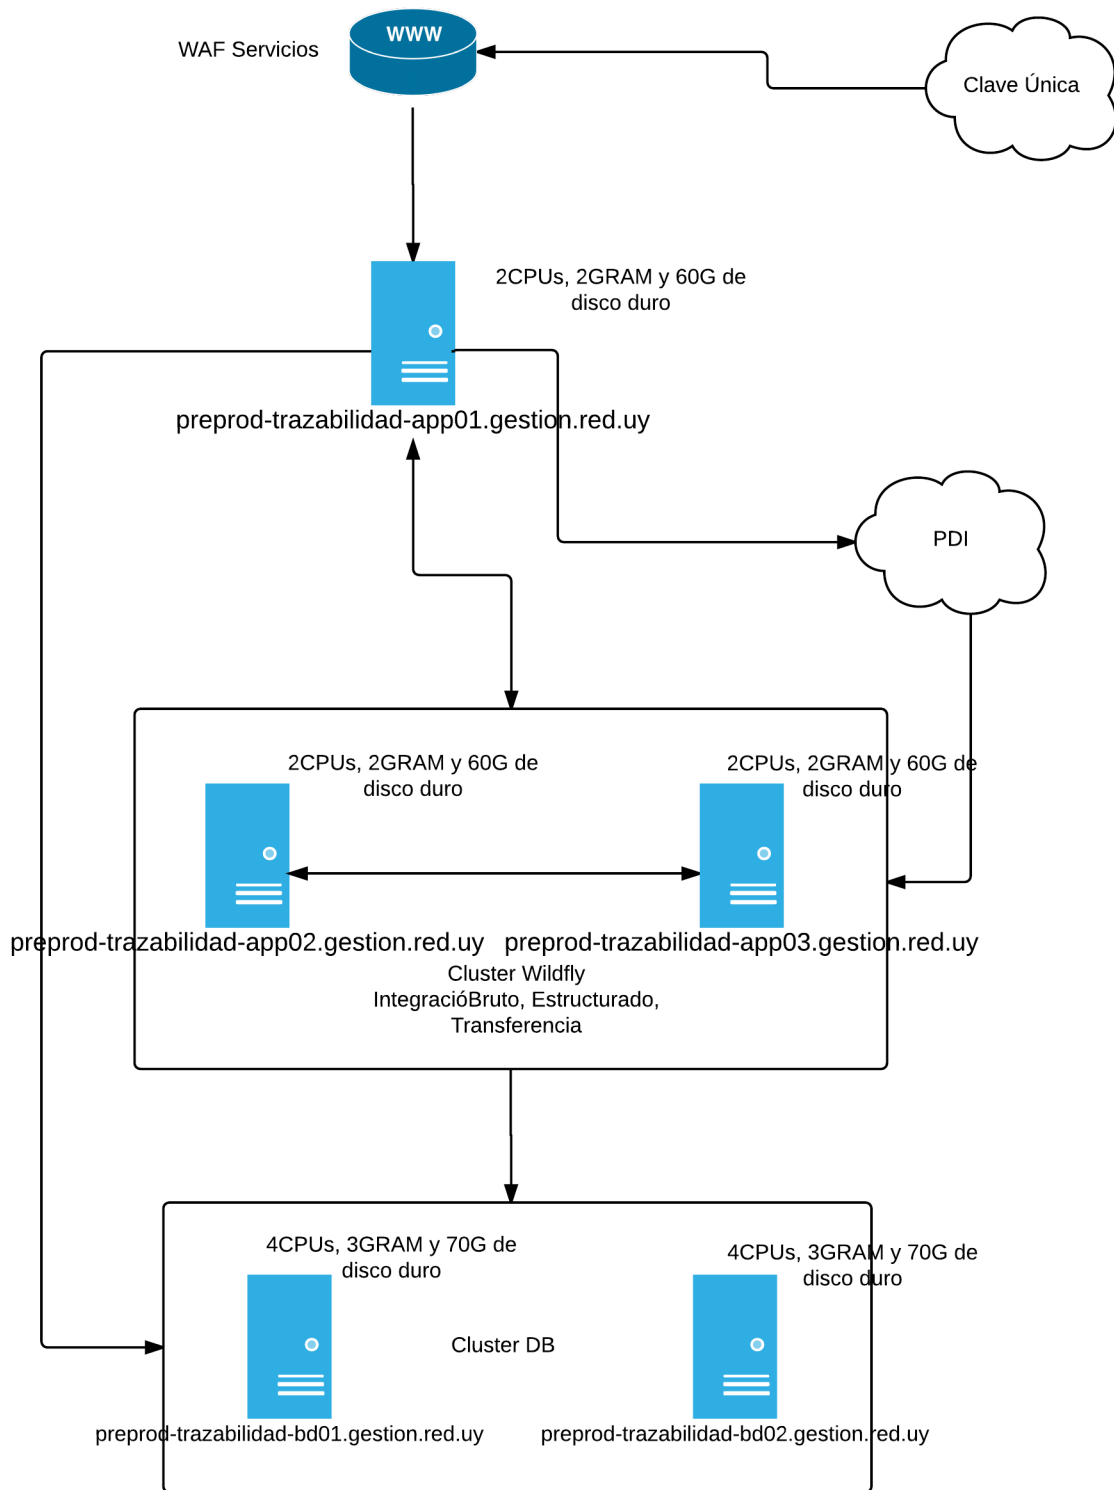 WWW
WAF Servicios
Clave Única
2CPUs, 2GRAM y 60G de
disco duro
preprod-trazabilidad-app01.gestion.red.uy
PDI
2CPUs, 2GRAM y 60G de
disco duro
2CPUs, 2GRAM y 60G de
disco duro
preprod-trazabilidad-app02.gestion.red.uy
preprod-trazabilidad-app03.gestion.red.uy
Cluster Wildfly
IntegracióBruto, Estructurado,
Transferencia
4CPUs, 3GRAM y 70G de
disco duro
4CPUs, 3GRAM y 70G de
disco duro
Cluster DB
preprod-trazabilidad-bd01.gestion.red.uy
preprod-trazabilidad-bd02.gestion.red.uy